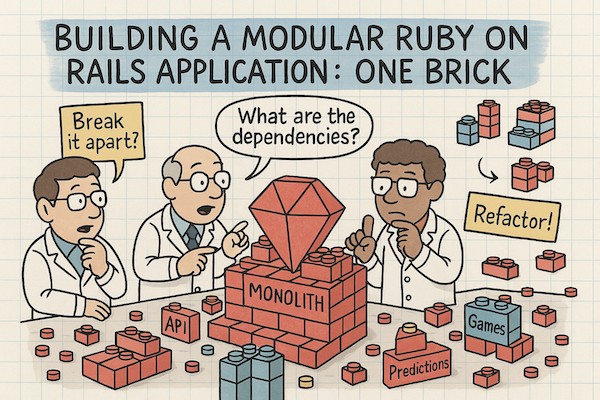 BUILDING A MODULAR RUBY ON
RAILS APPLICATION: ONE BRICK
Break
it apart?
What are the
dependencies?
Refactor!
MONOLITH
API
Games
Predictions